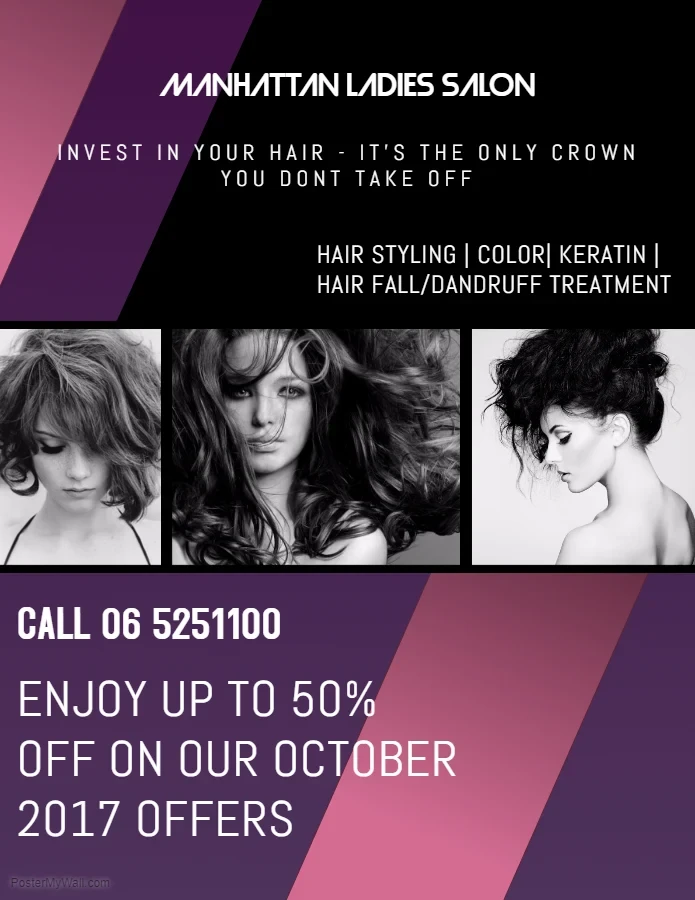 MANHATTAN LADIES SALON
INVEST IN YOUR HAIR - IT'S THE ONLY CROWN
YOU DONT TAKE OFF
HAIR STYLING | COLOR| KERATIN |
HAIR FALL/DANDRUFF TREATMENT
CALL 06 5251100
ENJOY UP TO 50%
OFF ON OUR OCTOBER
2017 OFFERS
PosterMyWall.com